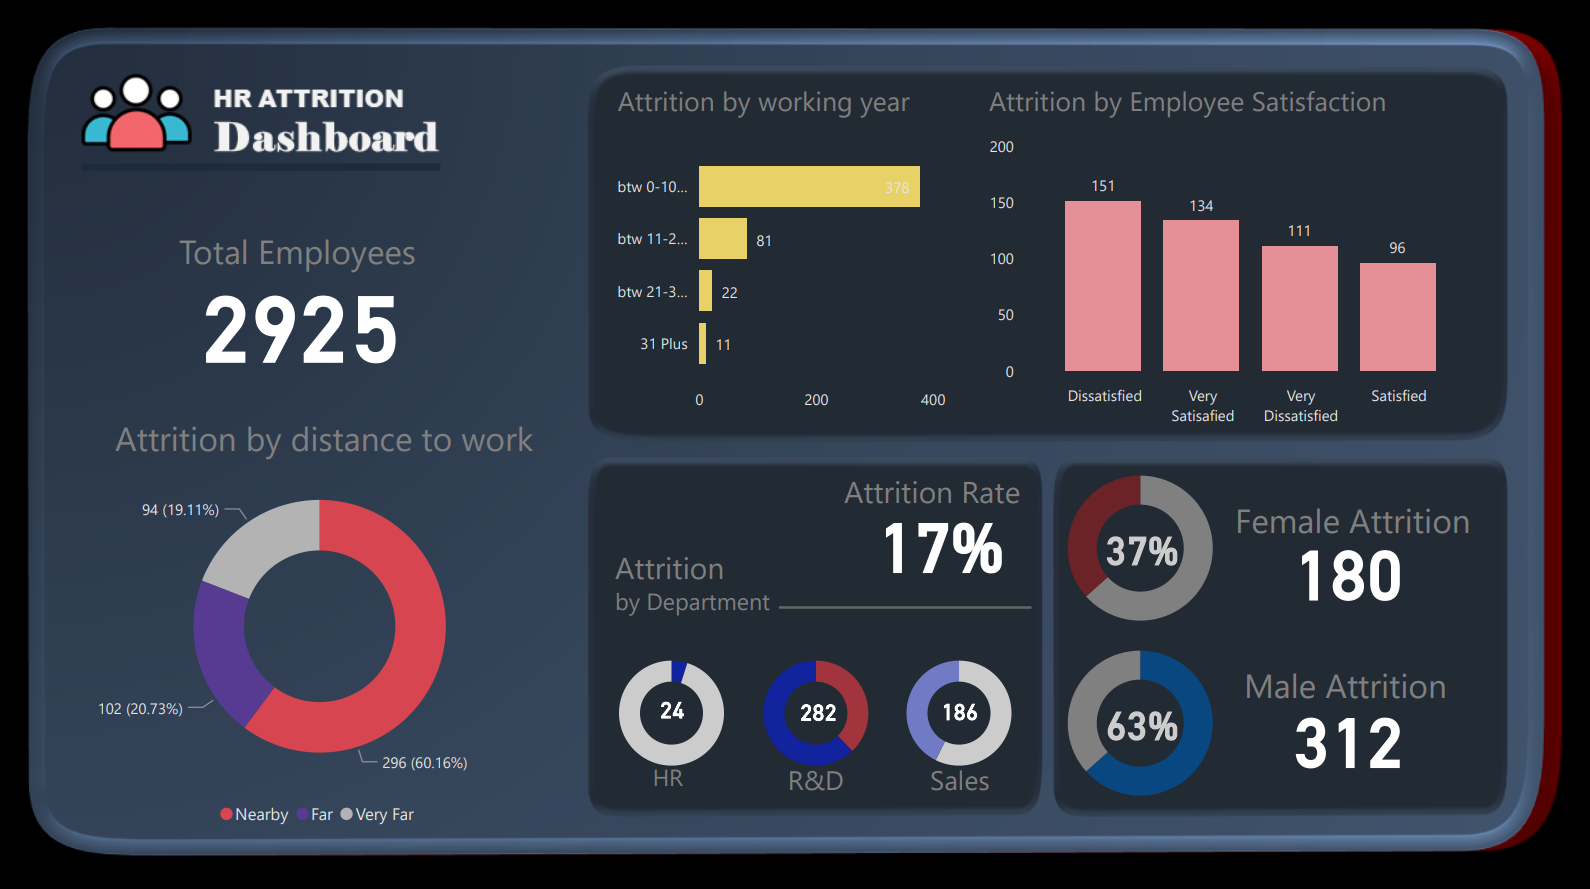 HR ATTRITION
Dashboard
Total Employees
2925
Attrition by distance to work
94 (19.11%)
102 (20.73%)
296 (60.16%)
Nearby Far Very Far
Attrition by working year
btw 0-10...
378
btw 11-2...
81
btw 21-3...
22
31 Plus
11
0 200 400
Attrition by Employee Satisfaction
200
150
100
50
0
151
134
111
96
Dissatisfied
Very
Satisafied
Very
Dissatisfied
Satisfied
Attrition Rate
17%
Attrition
by Department
24
HR
282
R&D
186
Sales
37%
Female Attrition
180
63%
Male Attrition
312